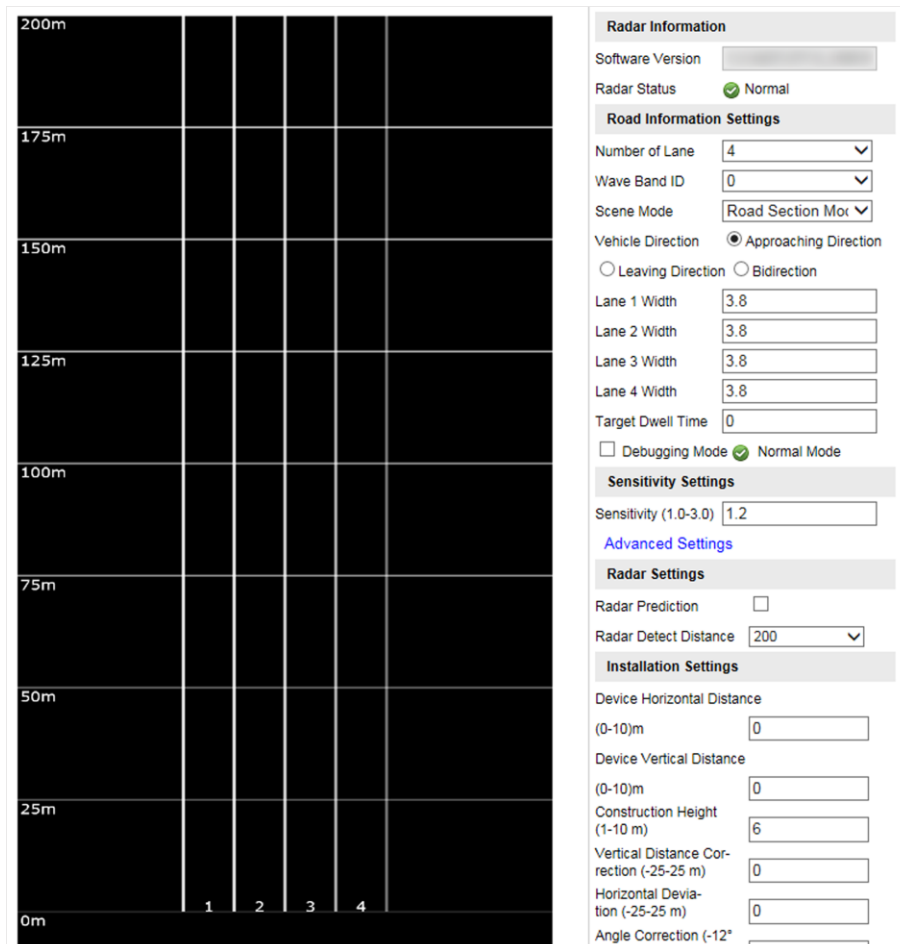 200m
175m
150m
125m
100m
75m
50m
25m
1 2 3 4
0m
Radar Information
Software Version
Radar Status Normal
Road Information Settings
Number of Lane 4
Wave Band ID 0
Scene Mode Road Section Moc
Vehicle Direction Approaching Direction
Leaving Direction Bidirection
Lane 1 Width 3.8
Lane 2 Width 3.8
Lane 3 Width 3.8
Lane 4 Width 3.8
Target Dwell Time 0
Debugging Mode Normal Mode
Sensitivity Settings
Sensitivity (1.0-3.0) 1.2
Advanced Settings
Radar Settings
Radar Prediction
Radar Detect Distance 200
Installation Settings
Device Horizontal Distance
(0-10)m 0
Device Vertical Distance
(0-10)m 0
Construction Height
(1-10 m) 6
Vertical Distance Cor-
rection (-25-25 m) 0
Horizontal Devia-
tion (-25-25 m) 0
Angle Correction (-12°